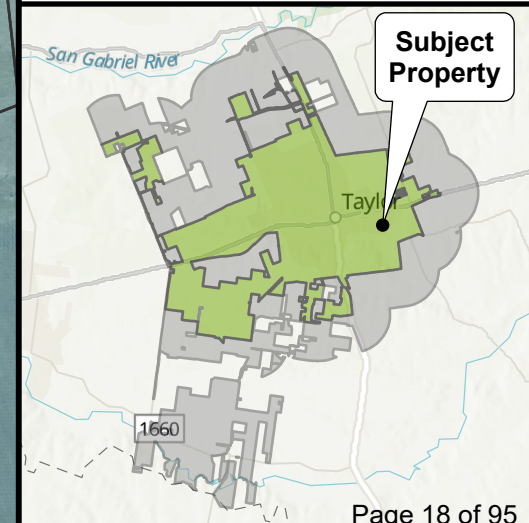 San Gabriel River
Subject
Property
Taylor
1660
Page 18 of 95